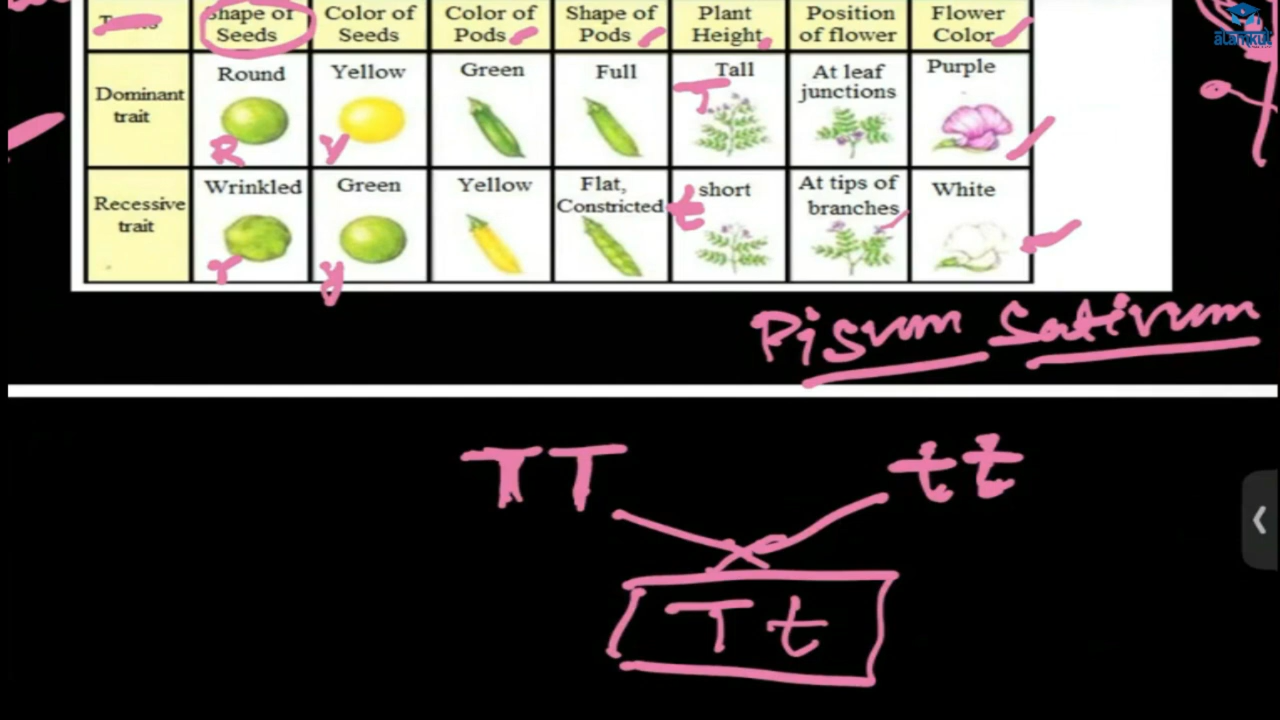 Shape of Seeds Color of Seeds Color of Pods Shape of Pods Plant Height Position of flower Flower Color
Dominant trait Round Yellow Green Full Tall At leaf junctions Purple
R Y T
Recessive trait Wrinkled Green Yellow Flat, Constricted short At tips of branches White
r y t
Pisum Sativum
TT tt
Tt
alamkul